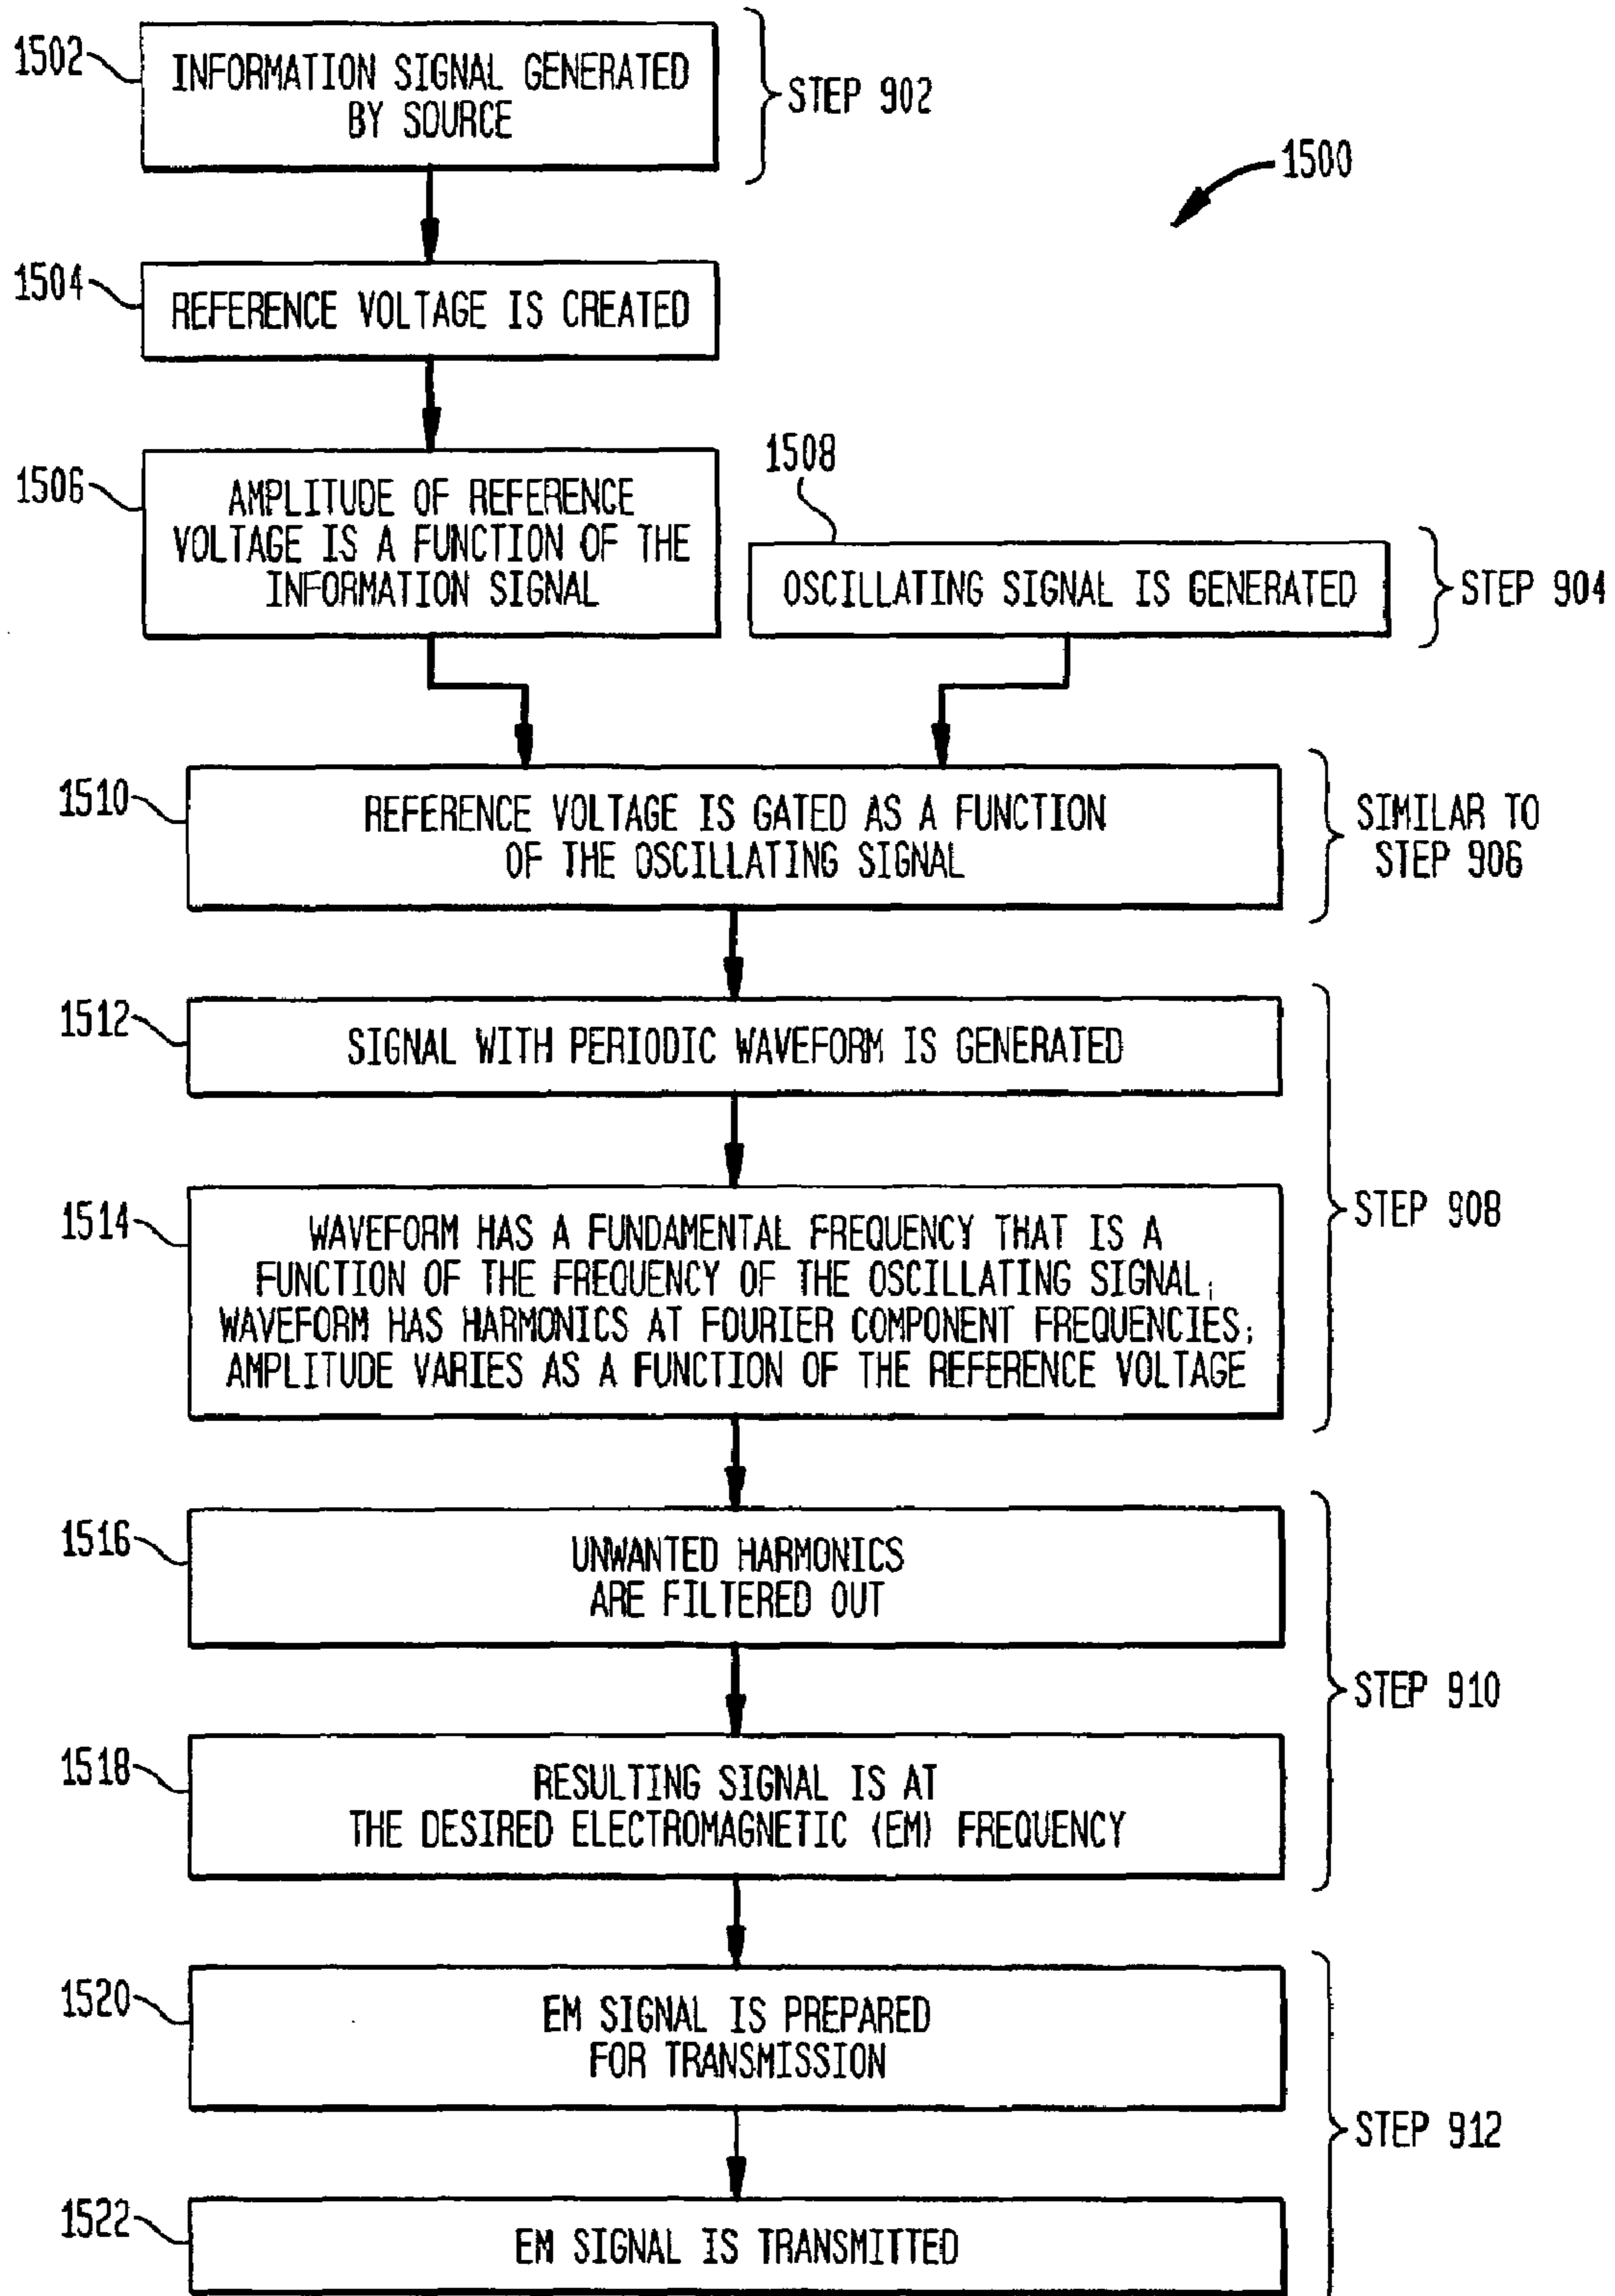 1502
INFORMATION SIGNAL GENERATED
BY SOURCE
STEP 902
1500
1504
REFERENCE VOLTAGE IS CREATED
1506
AMPLITUDE OF REFERENCE
VOLTAGE IS A FUNCTION OF THE
INFORMATION SIGNAL
1508
OSCILLATING SIGNAL IS GENERATED
STEP 904
1510
REFERENCE VOLTAGE IS GATED AS A FUNCTION
OF THE OSCILLATING SIGNAL
SIMILAR TO
STEP 906
1512
SIGNAL WITH PERIODIC WAVEFORM IS GENERATED
1514
WAVEFORM HAS A FUNDAMENTAL FREQUENCY THAT IS A
FUNCTION OF THE FREQUENCY OF THE OSCILLATING SIGNAL;
WAVEFORM HAS HARMONICS AT FOURIER COMPONENT FREQUENCIES;
AMPLITUDE VARIES AS A FUNCTION OF THE REFERENCE VOLTAGE
STEP 908
1516
UNWANTED HARMONICS
ARE FILTERED OUT
1518
RESULTING SIGNAL IS AT
THE DESIRED ELECTROMAGNETIC (EM) FREQUENCY
STEP 910
1520
EM SIGNAL IS PREPARED
FOR TRANSMISSION
STEP 912
1522
EM SIGNAL IS TRANSMITTED